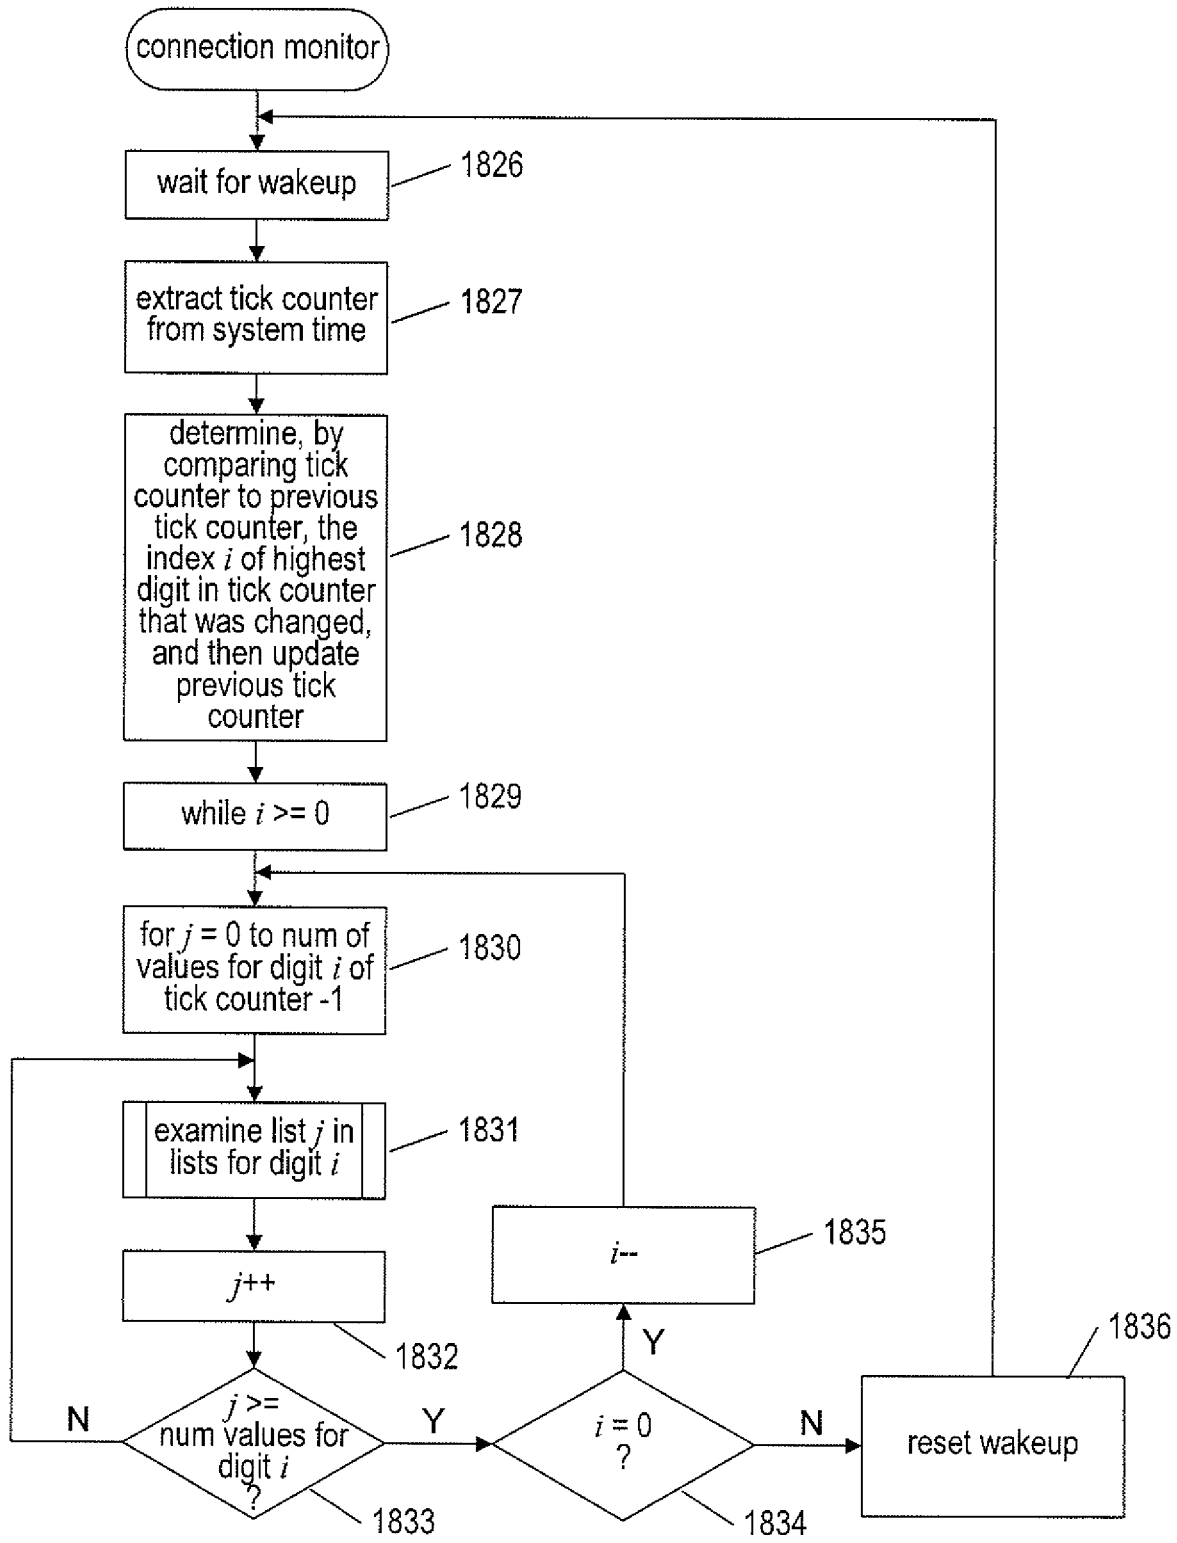 connection monitor
wait for wakeup
1826
extract tick counter
from system time
1827
determine, by
comparing tick
counter to previous
tick counter, the
index i of highest
digit in tick counter
that was changed,
and then update
previous tick
counter
1828
while i >= 0
1829
for j = 0 to num of
values for digit i of
tick counter -1
1830
examine list j in
lists for digit i
1831
j++
1832
j >=
num values for
digit i
?
1833
N
Y
i = 0
?
1834
Y
N
i--
1835
reset wakeup
1836